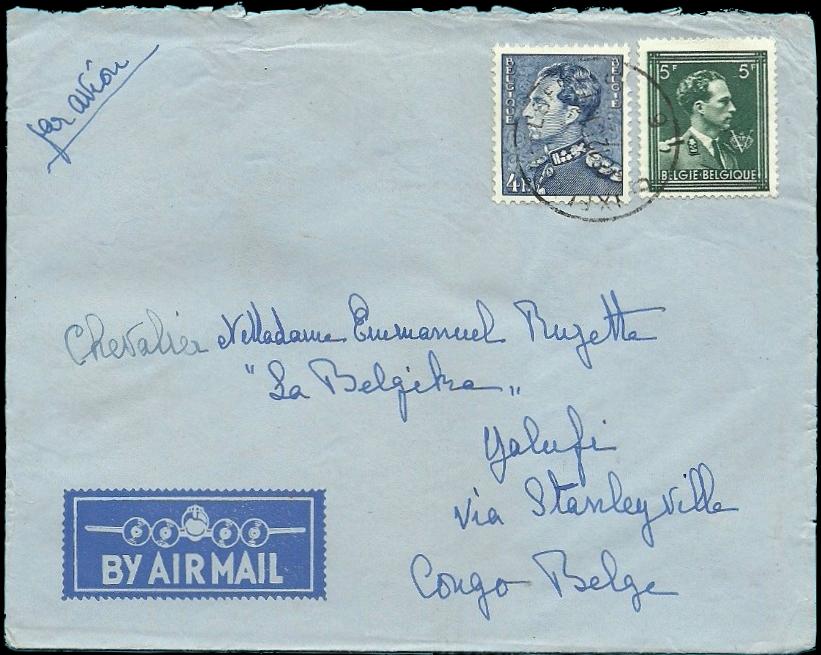 par avion
BELGIQUE BELGIE
4F
5F 5F
BELGIE·BELGIQUE
Chevalier et Madame Emmanuel Ruzette
"La Belgika"
Yalufi
via Stanleyville
Congo Belge
BY AIR MAIL